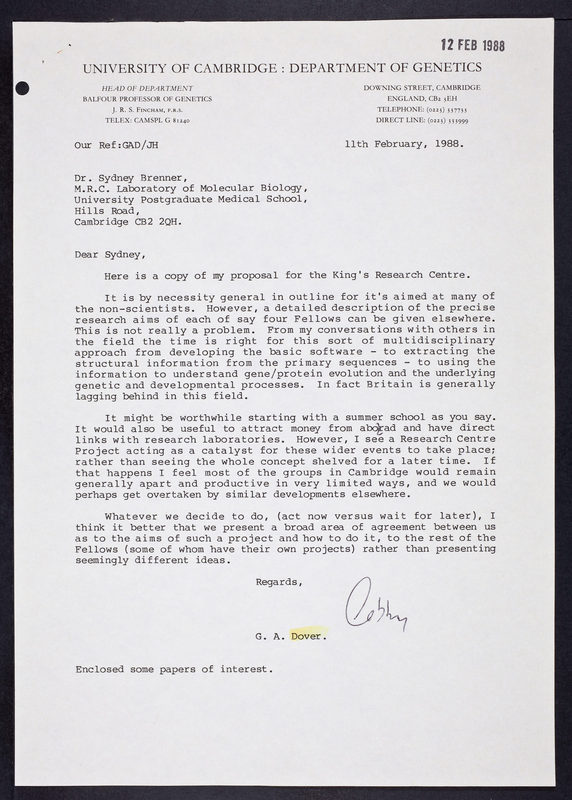 12 FEB 1988
UNIVERSITY OF CAMBRIDGE : DEPARTMENT OF GENETICS
HEAD OF DEPARTMENT
BALFOUR PROFESSOR OF GENETICS
J. R. S. FINCHAM, F.R.S.
TELEX: CAMSPL G 81240
DOWNING STREET, CAMBRIDGE
ENGLAND, CB2 3EH
TELEPHONE: (0223) 337733
DIRECT LINE: (0223) 333999
Our Ref:GAD/JH
11th February, 1988.
Dr. Sydney Brenner,
M.R.C. Laboratory of Molecular Biology,
University Postgraduate Medical School,
Hills Road,
Cambridge CB2 2QH.
Dear Sydney,
Here is a copy of my proposal for the King's Research Centre.
It is by necessity general in outline for it's aimed at many of
the non-scientists. However, a detailed description of the precise
research aims of each of say four Fellows can be given elsewhere.
This is not really a problem. From my conversations with others in
the field the time is right for this sort of multidisciplinary
approach from developing the basic software - to extracting the
structural information from the primary sequences - to using the
information to understand gene/protein evolution and the underlying
genetic and developmental processes. In fact Britain is generally
lagging behind in this field.
It might be worthwhile starting with a summer school as you say.
It would also be useful to attract money from aborad and have direct
links with research laboratories. However, I see a Research Centre
Project acting as a catalyst for these wider events to take place;
rather than seeing the whole concept shelved for a later time. If
that happens I feel most of the groups in Cambridge would remain
generally apart and productive in very limited ways, and we would
perhaps get overtaken by similar developments elsewhere.
Whatever we decide to do, (act now versus wait for later), I
think it better that we present a broad area of agreement between us
as to the aims of such a project and how to do it, to the rest of the
Fellows (some of whom have their own projects) rather than presenting
seemingly different ideas.
Regards,
G. A. Dover.
Enclosed some papers of interest.